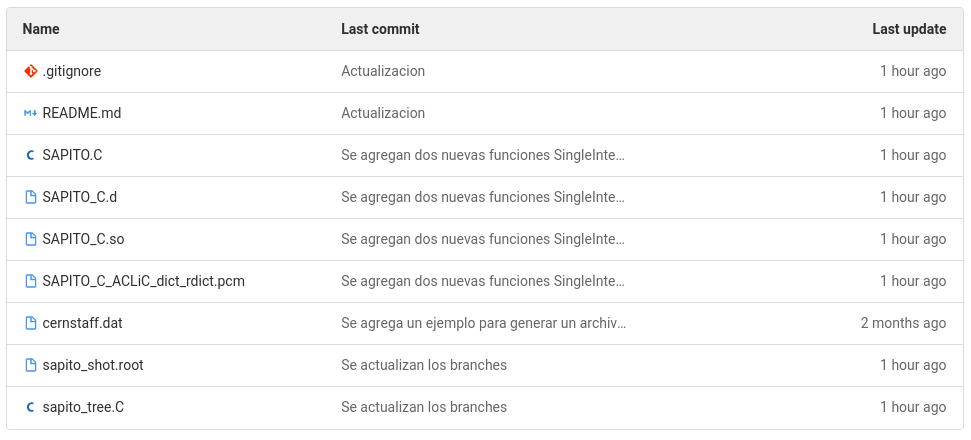 Name Last commit Last update
.gitignore Actualizacion 1 hour ago
README.md Actualizacion 1 hour ago
SAPITO.C Se agregan dos nuevas funciones SingleInte… 1 hour ago
SAPITO_C.d Se agregan dos nuevas funciones SingleInte… 1 hour ago
SAPITO_C.so Se agregan dos nuevas funciones SingleInte… 1 hour ago
SAPITO_C_ACLiC_dict_rdict.pcm Se agregan dos nuevas funciones SingleInte… 1 hour ago
cernstaff.dat Se agrega un ejemplo para generar un archiv… 2 months ago
sapito_shot.root Se actualizan los branches 1 hour ago
sapito_tree.C Se actualizan los branches 1 hour ago